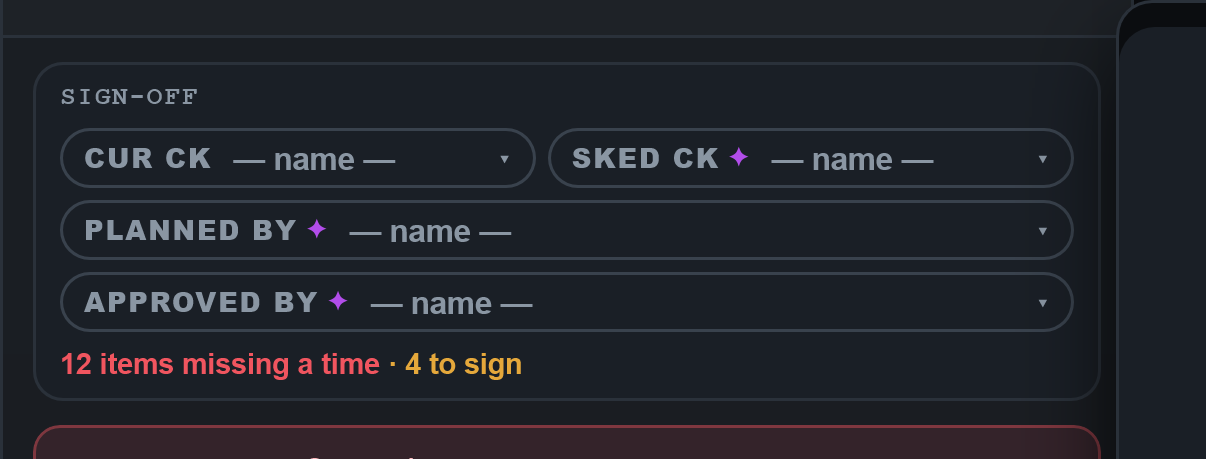 SIGN-OFF
CUR CK — name — ▾ SKED CK ✦ — name — ▾
PLANNED BY ✦ — name — ▾
APPROVED BY ✦ — name — ▾
12 items missing a time · 4 to sign